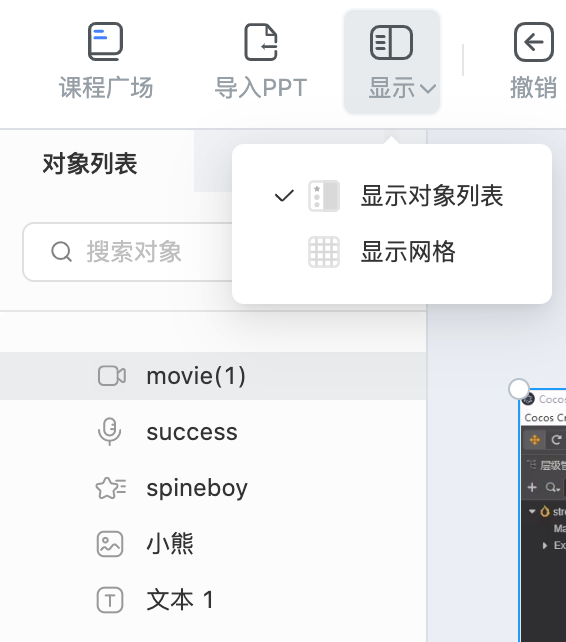 课程广场
导入PPT
显示
撤销
对象列表
显示对象列表
搜索对象
显示网格
movie(1)
success
spineboy
小熊
文本 1
Cocos
Cocos Cr
层级管
str
Ma
Ex